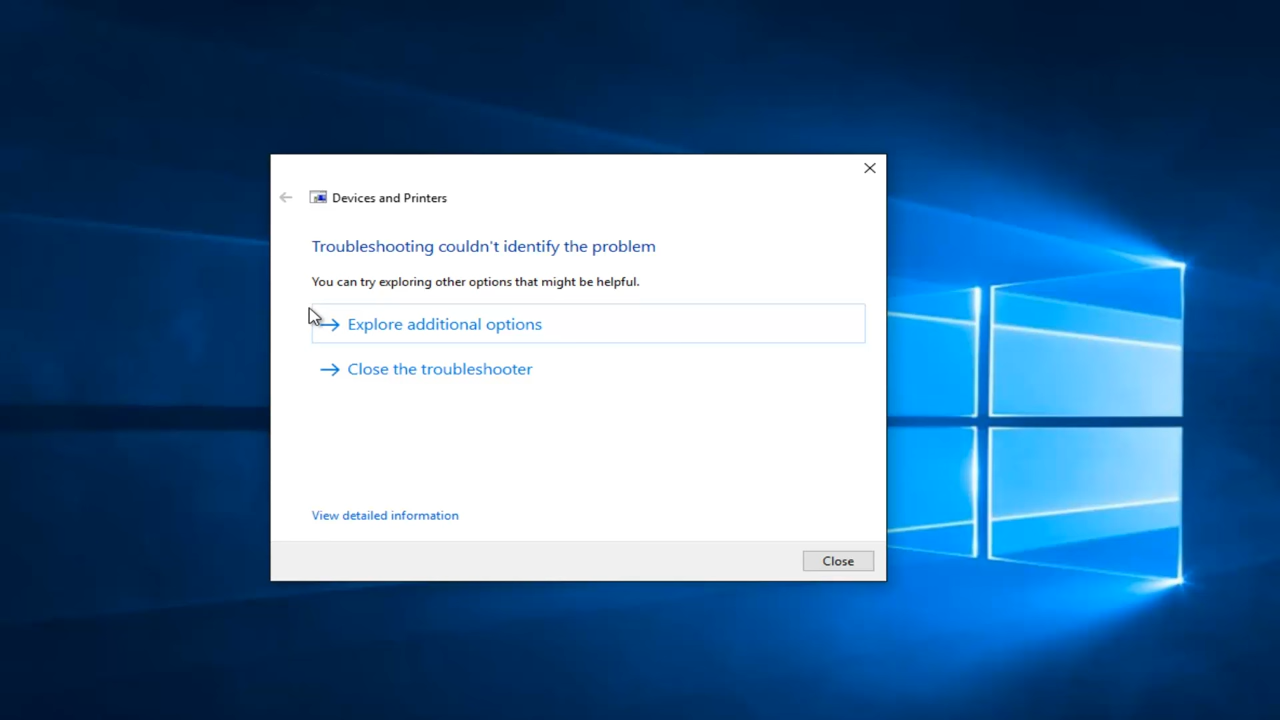 Devices and Printers
Troubleshooting couldn't identify the problem
You can try exploring other options that might be helpful.
Explore additional options
Close the troubleshooter
View detailed information
Close